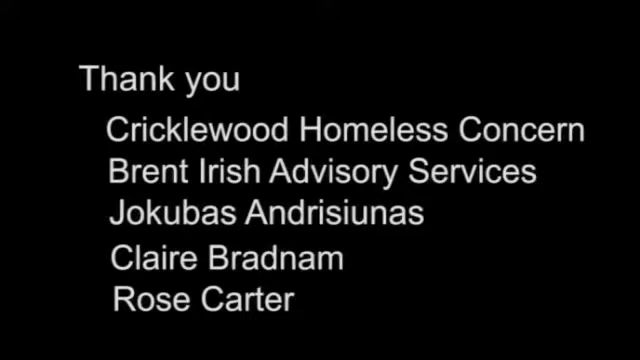 Thank you
Cricklewood Homeless Concern
Brent Irish Advisory Services
Jokubas Andrisiunas
Claire Bradnam
Rose Carter